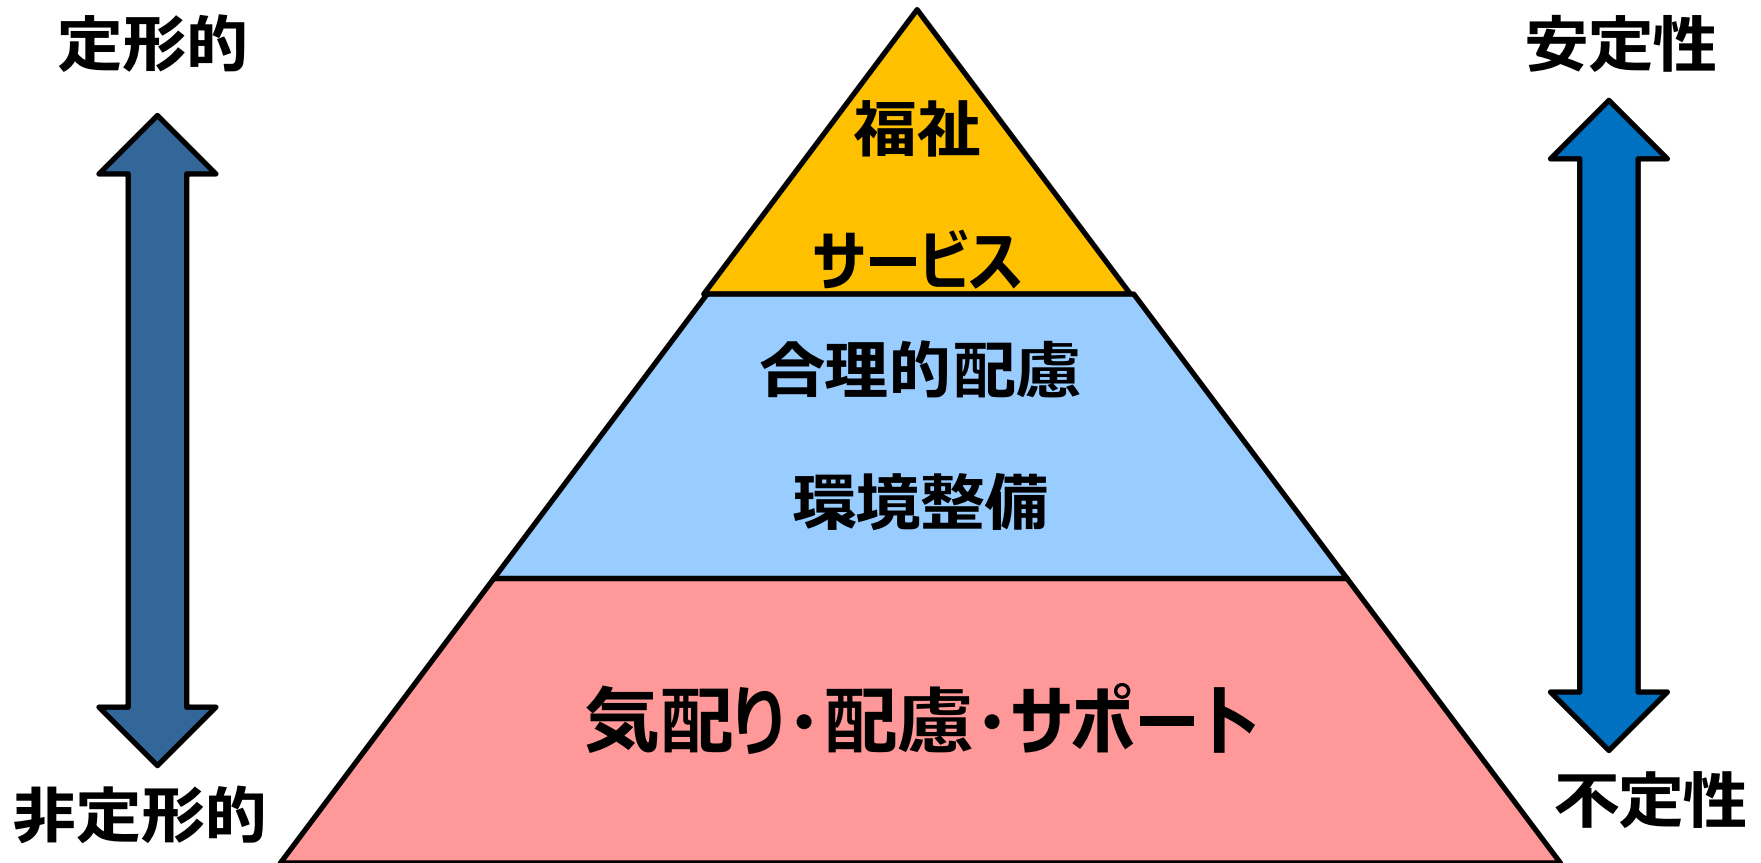 定形的
安定性
福祉
サービス
合理的配慮
環境整備
気配り・配慮・サポート
非定形的
不定性